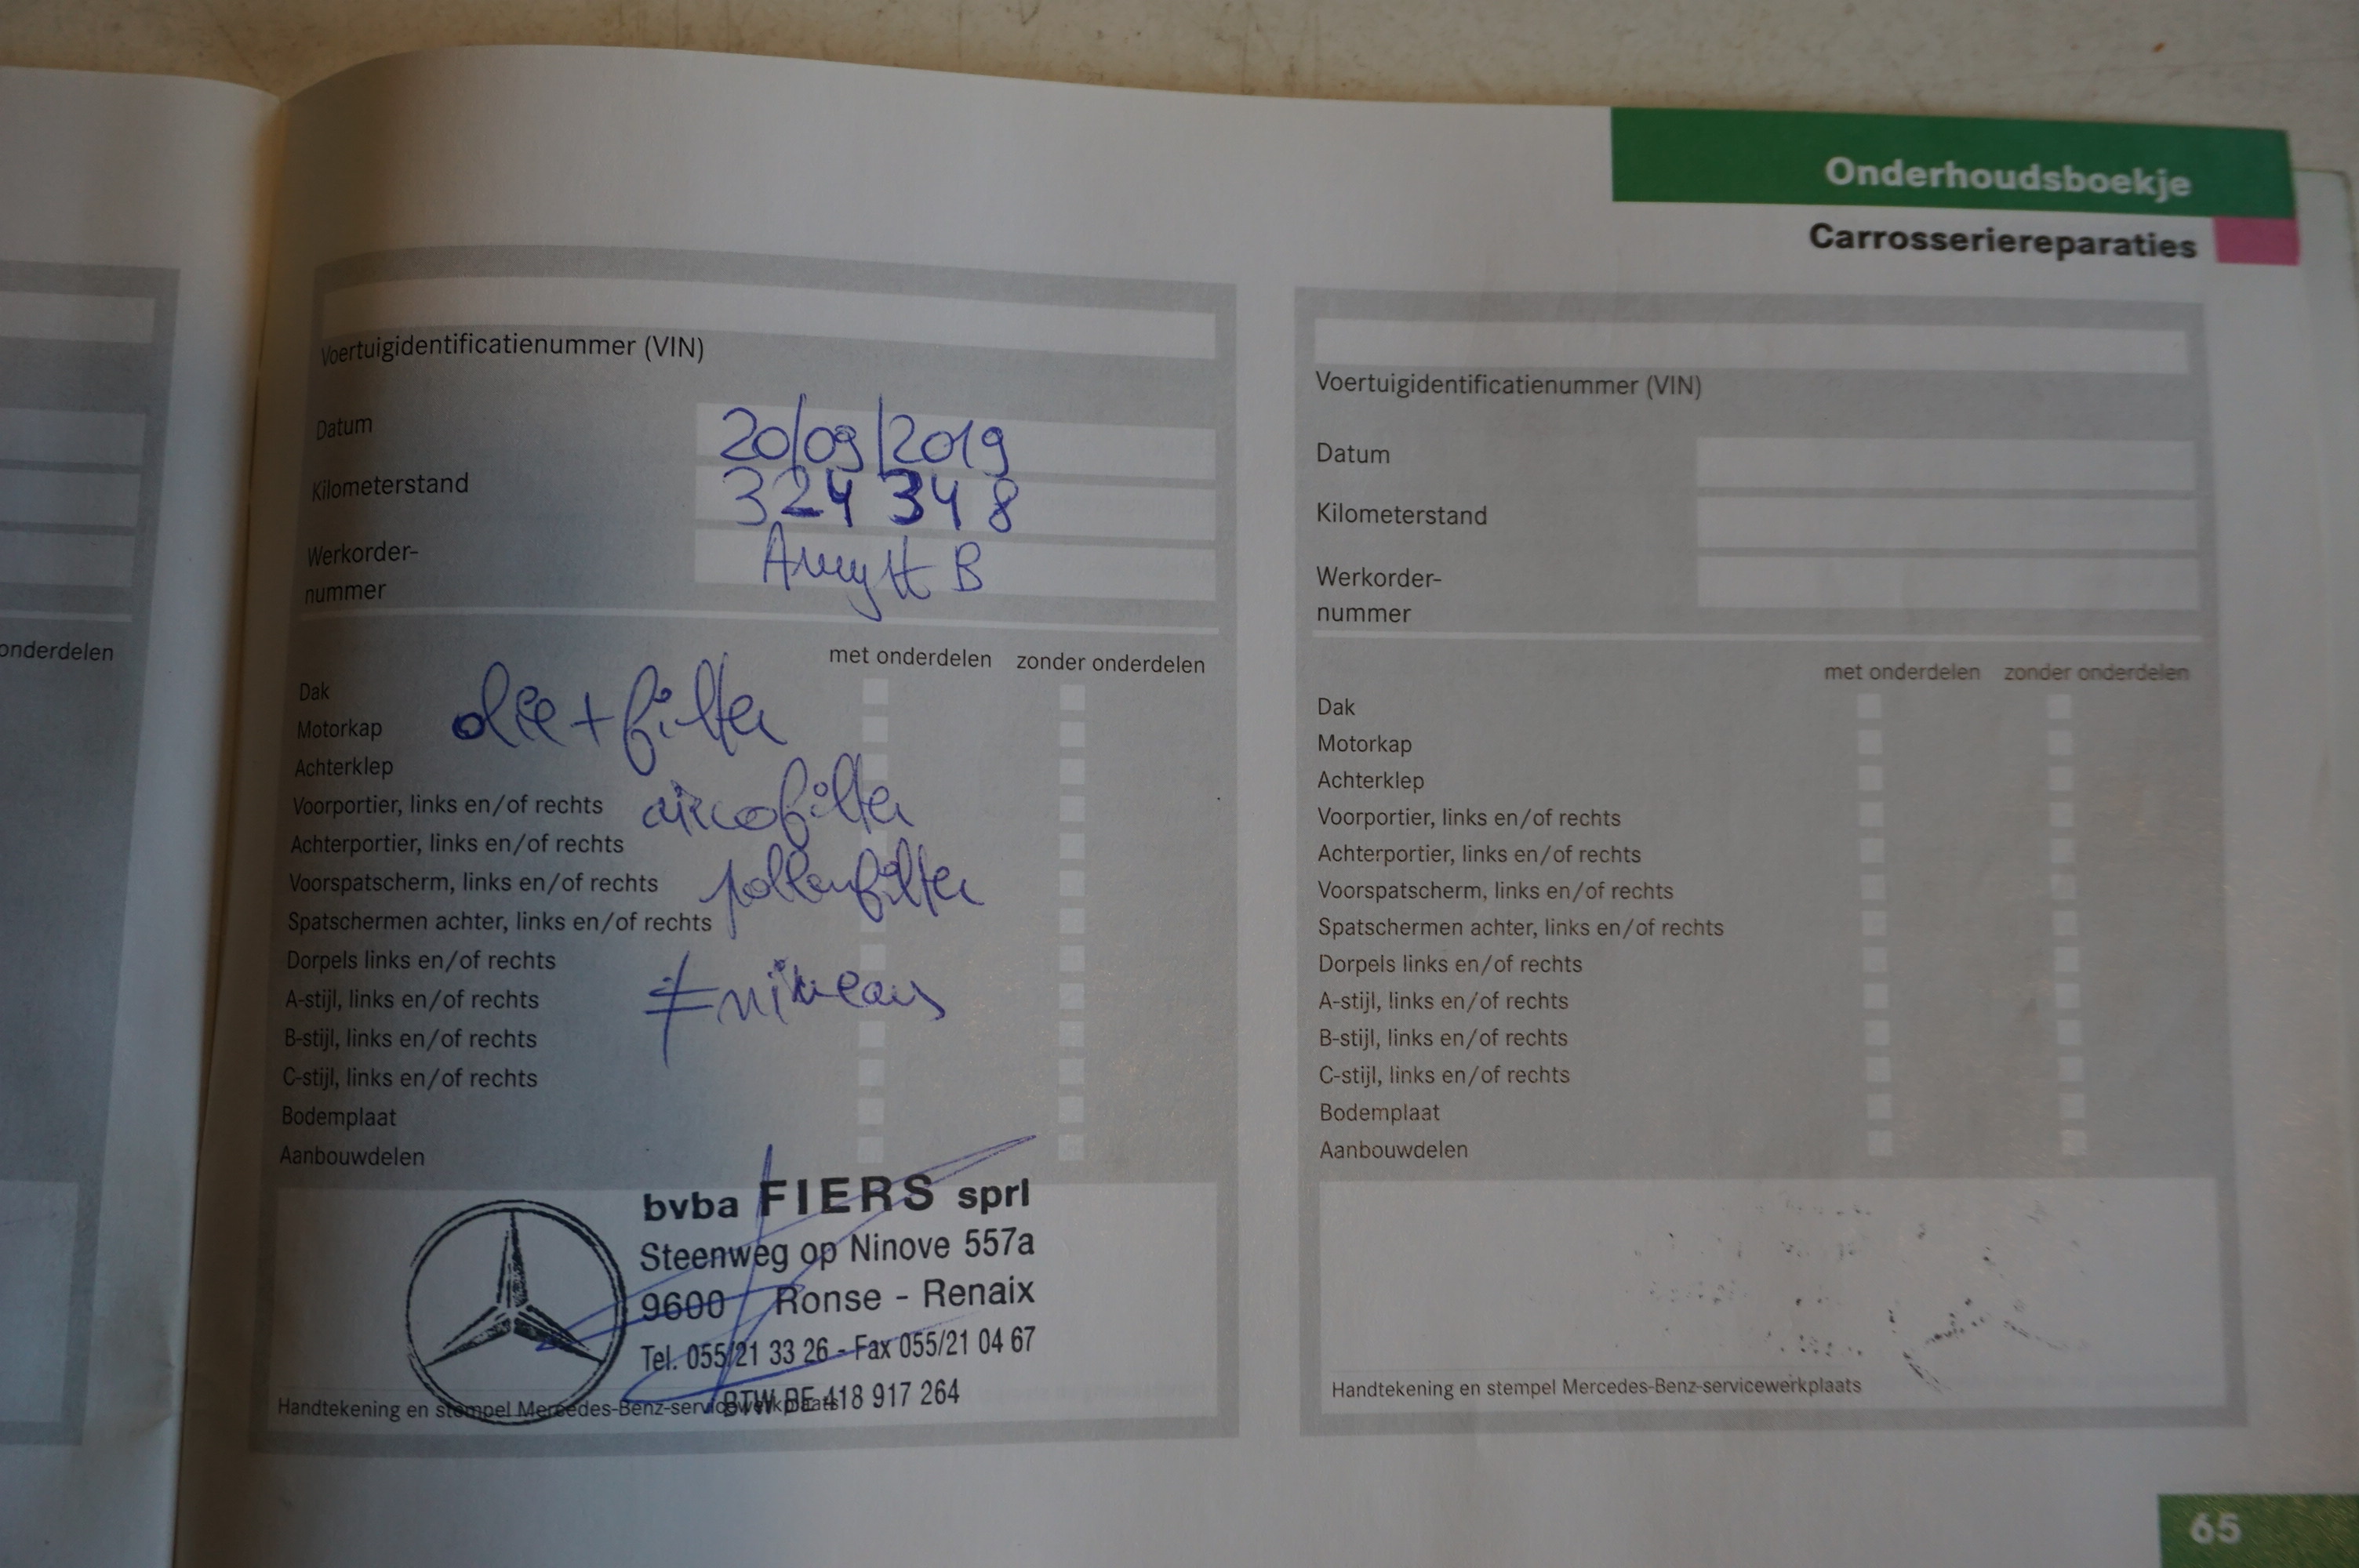 onderdelen
Onderhoudsboekje
Carrosseriereparaties
Voertuigidentificatienummer (VIN)
Datum 20/09/2019
Kilometerstand 324 348
Werkorder-
nummer B
met onderdelen zonder onderdelen
Dak
Motorkap olie + filter
Achterklep
Voorportier, links en/of rechts aircofilter
Achterportier, links en/of rechts
Voorspatscherm, links en/of rechts pollenfilter
Spatschermen achter, links en/of rechts
Dorpels links en/of rechts
A-stijl, links en/of rechts ≠ niveaus
B-stijl, links en/of rechts
C-stijl, links en/of rechts
Bodemplaat
Aanbouwdelen
bvba FIERS sprl
Steenweg op Ninove 557a
9600 Ronse - Renaix
Tel. 055/21 33 26 - Fax 055/21 04 67
BTW BE 418 917 264
Handtekening en stempel Mercedes-Benz-servicewerkplaats
Voertuigidentificatienummer (VIN)
Datum
Kilometerstand
Werkorder-
nummer
met onderdelen zonder onderdelen
Dak
Motorkap
Achterklep
Voorportier, links en/of rechts
Achterportier, links en/of rechts
Voorspatscherm, links en/of rechts
Spatschermen achter, links en/of rechts
Dorpels links en/of rechts
A-stijl, links en/of rechts
B-stijl, links en/of rechts
C-stijl, links en/of rechts
Bodemplaat
Aanbouwdelen
Handtekening en stempel Mercedes-Benz-servicewerkplaats
65